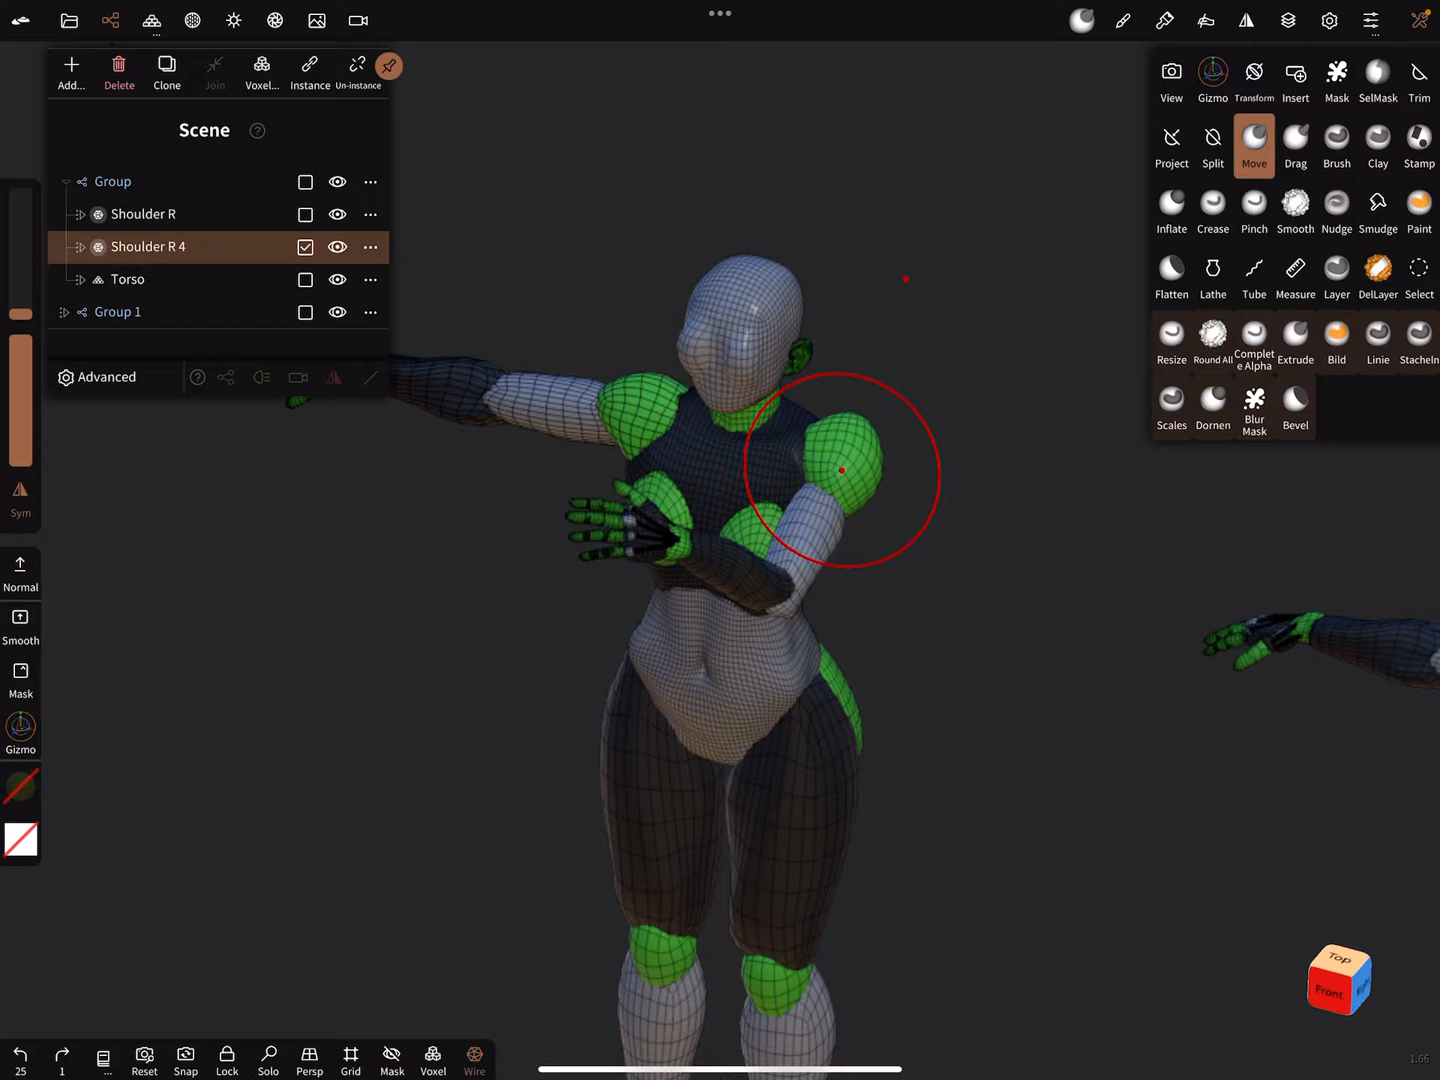 Add...
Delete
Clone
Join
Voxel...
Instance
Un-instance
Scene
?
Group
Shoulder R
Shoulder R 4
Torso
Group 1
Advanced
?
View
Gizmo
Transform
Insert
Mask
SelMask
Trim
Project
Split
Move
Drag
Brush
Clay
Stamp
Inflate
Crease
Pinch
Smooth
Nudge
Smudge
Paint
Flatten
Lathe
Tube
Measure
Layer
DelLayer
Select
Resize
Round All
Complet
e Alpha
Extrude
Bild
Linie
Stacheln
Scales
Dornen
Blur
Mask
Bevel
Sym
Normal
Smooth
Mask
Gizmo
Top
Front
Right
25
1
...
Reset
Snap
Lock
Solo
Persp
Grid
Mask
Voxel
Wire
1.66